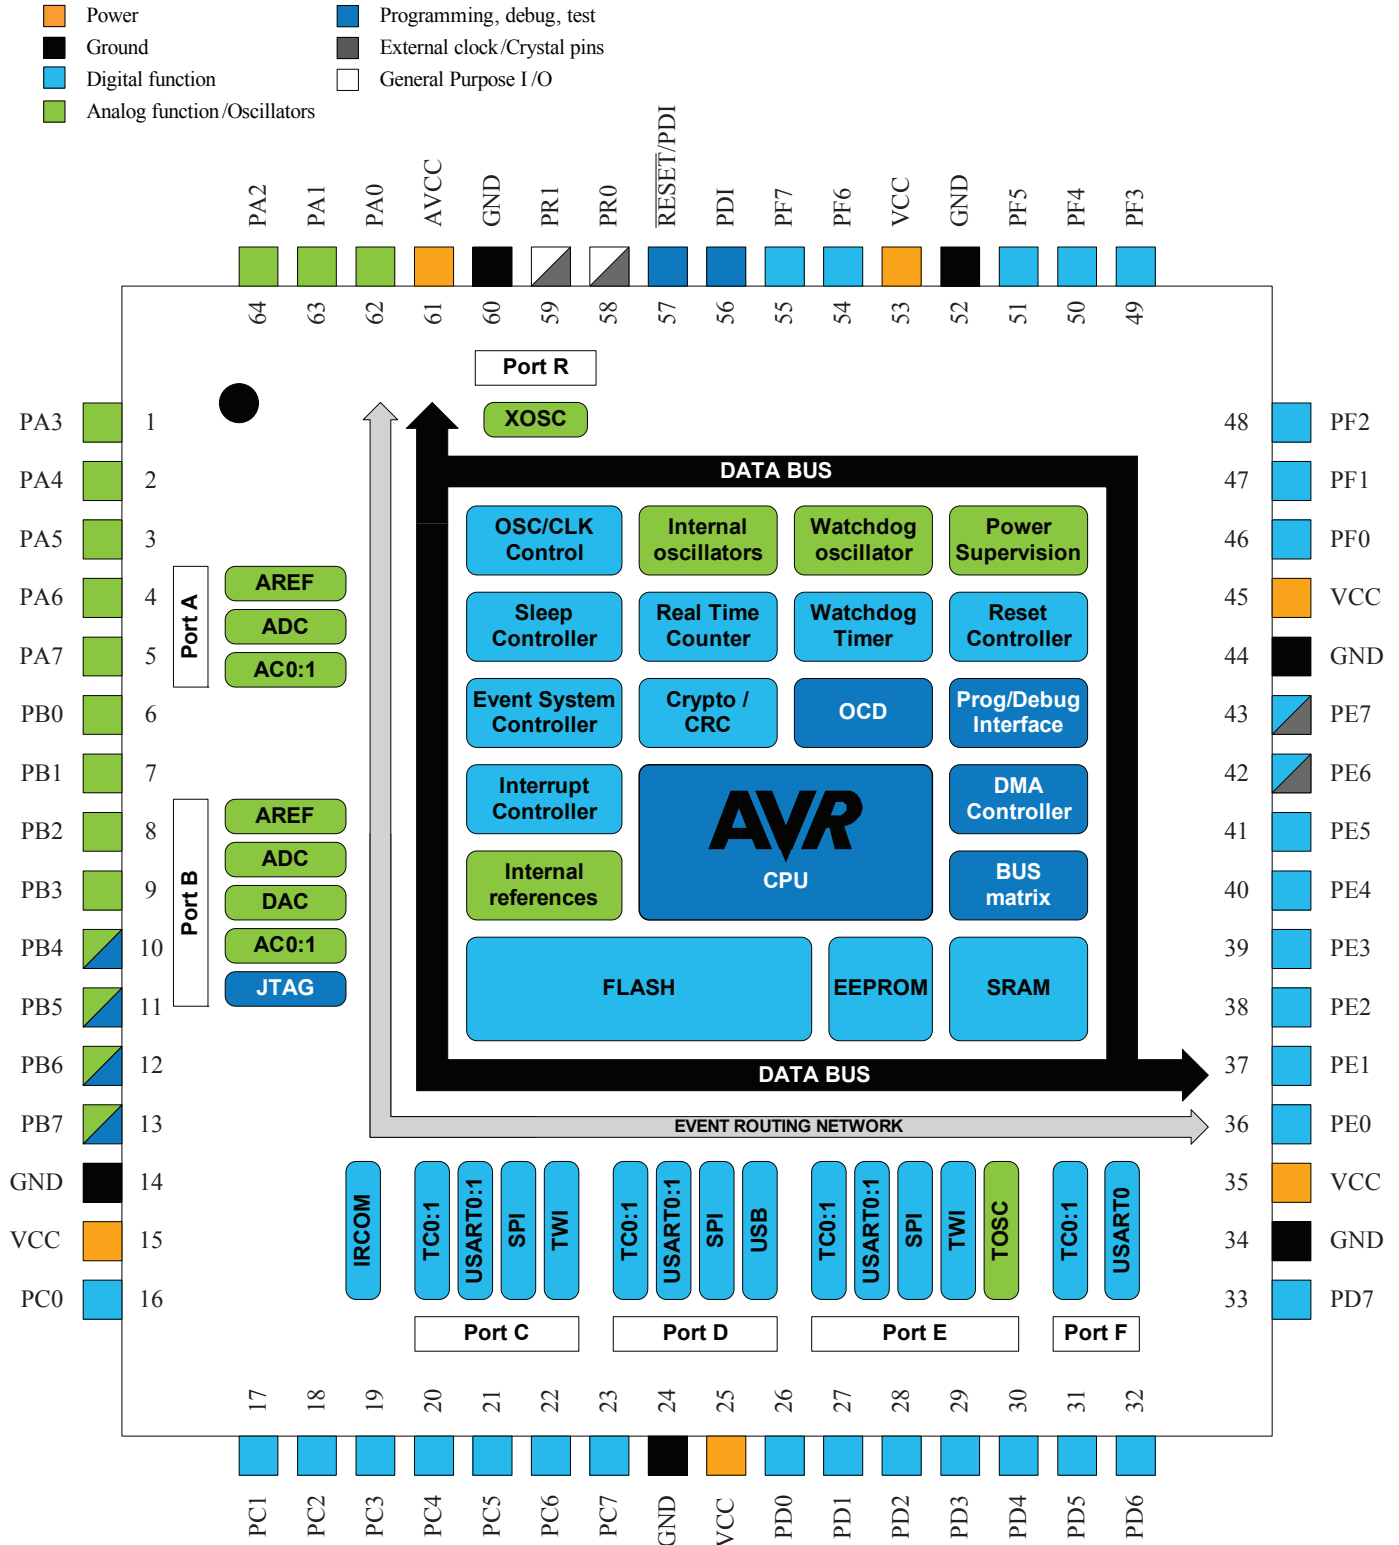 Power
Ground
Digital function
Analog function/Oscillators
Programming, debug, test
External clock/Crystal pins
General Purpose I/O
PA2
PA1
PA0
AVCC
GND
PR1
PR0
RESET/PDI
PDI
PF7
PF6
VCC
GND
PF5
PF4
PF3
64
63
62
61
60
59
58
57
56
55
54
53
52
51
50
49
PA3 1
PA4 2
PA5 3
PA6 4
PA7 5
PB0 6
PB1 7
PB2 8
PB3 9
PB4 10
PB5 11
PB6 12
PB7 13
GND 14
VCC 15
PC0 16
Port A
AREF
ADC
AC0:1
Port B
AREF
ADC
DAC
AC0:1
JTAG
Port R
XOSC
DATA BUS
OSC/CLK
Control
Internal
oscillators
Watchdog
oscillator
Power
Supervision
Sleep
Controller
Real Time
Counter
Watchdog
Timer
Reset
Controller
Event System
Controller
Crypto /
CRC
OCD
Prog/Debug
Interface
Interrupt
Controller
AVR
CPU
DMA
Controller
Internal
references
BUS
matrix
FLASH
EEPROM
SRAM
DATA BUS
EVENT ROUTING NETWORK
IRCOM
TC0:1
USART0:1
SPI
TWI
TC0:1
USART0:1
SPI
USB
TC0:1
USART0:1
SPI
TWI
TOSC
TC0:1
USART0
Port C
Port D
Port E
Port F
48 PF2
47 PF1
46 PF0
45 VCC
44 GND
43 PE7
42 PE6
41 PE5
40 PE4
39 PE3
38 PE2
37 PE1
36 PE0
35 VCC
34 GND
33 PD7
17
18
19
20
21
22
23
24
25
26
27
28
29
30
31
32
PC1
PC2
PC3
PC4
PC5
PC6
PC7
GND
VCC
PD0
PD1
PD2
PD3
PD4
PD5
PD6